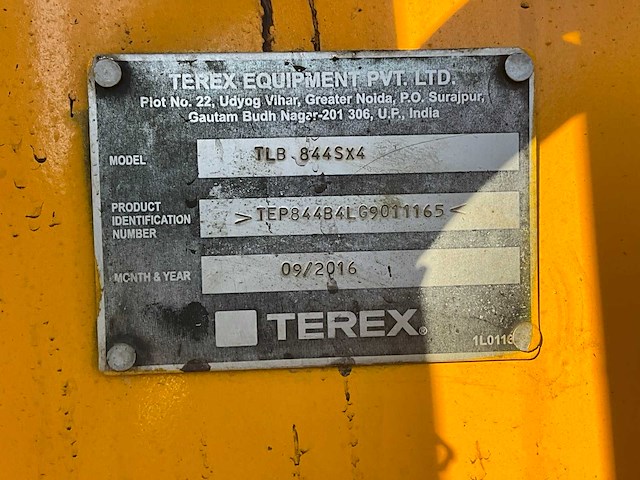 TEREX EQUIPMENT PVT. LTD.
Plot No. 22, Udyog Vihar, Greater Noida, P.O. Surajpur,
Gautam Budh Nagar-201 306, U.P., India
MODEL TLB 844SX4
PRODUCT
IDENTIFICATION >TEP844B4LG9011165<
NUMBER
MONTH & YEAR 09/2016
TEREX®